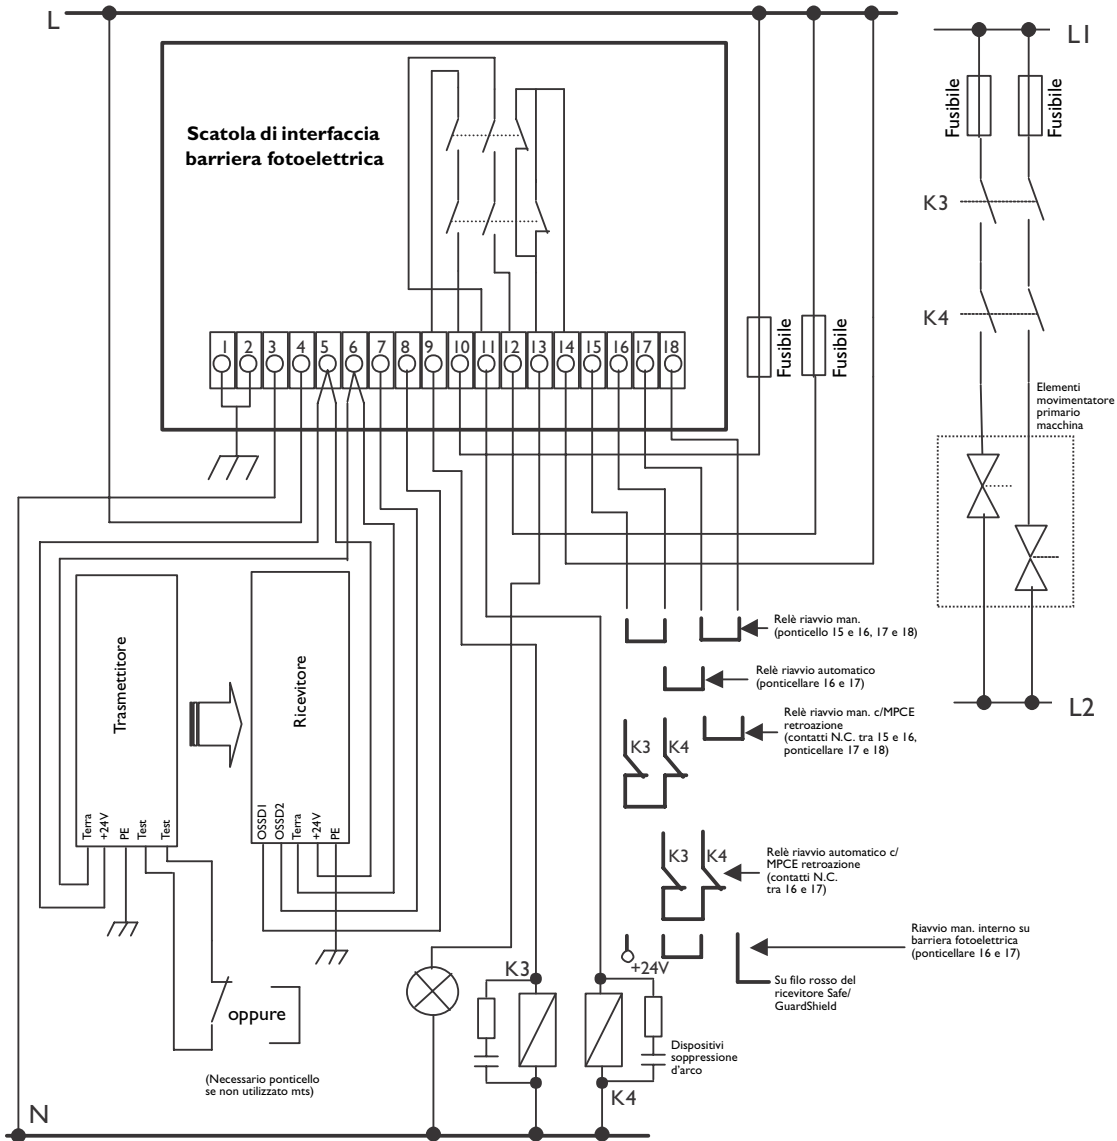 L
L1
Fusibile
Fusibile
Scatola di interfaccia
barriera fotoelettrica
K3
K4
1 2 3 4 5 6 7 8 9 10 11 12 13 14 15 16 17 18
Fusibile
Fusibile
Elementi
movimentatore
primario
macchina
Trasmettitore
Ricevitore
Relè riavvio man.
(ponticello 15 e 16, 17 e 18)
Relè riavvio automatico
(ponticellare 16 e 17)
L2
Relè riavvio man. c/MPCE
retroazione
(contatti N.C. tra 15 e 16,
ponticellare 17 e 18)
K3 K4
Terra
+24V
PE
Test
Test
OSSD1
OSSD2
Terra
+24V
PE
K3 K4
Relè riavvio automatico c/
MPCE retroazione
(contatti N.C.
tra 16 e 17)
Riavvio man. interno su
barriera fotoelettrica
(ponticellare 16 e 17)
+24V
Su filo rosso del
ricevitore Safe/
GuardShield
K3
oppure
Dispositivi
soppressione
d'arco
(Necessario ponticello
se non utilizzato mts)
K4
N